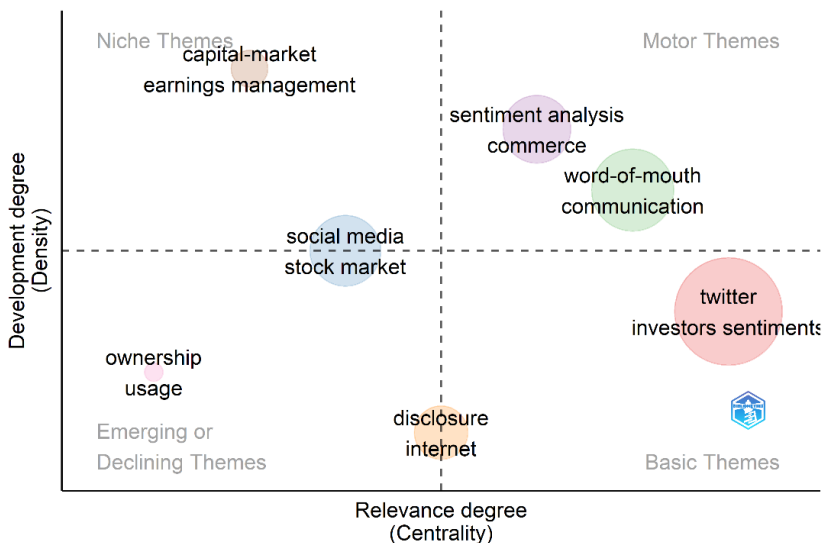 Niche Themes
Motor Themes
capital-market
earnings management
sentiment analysis
commerce
word-of-mouth
communication
social media
stock market
twitter
investors sentiments
ownership
usage
disclosure
internet
Emerging or
Declining Themes
Basic Themes
Development degree
(Density)
Relevance degree
(Centrality)